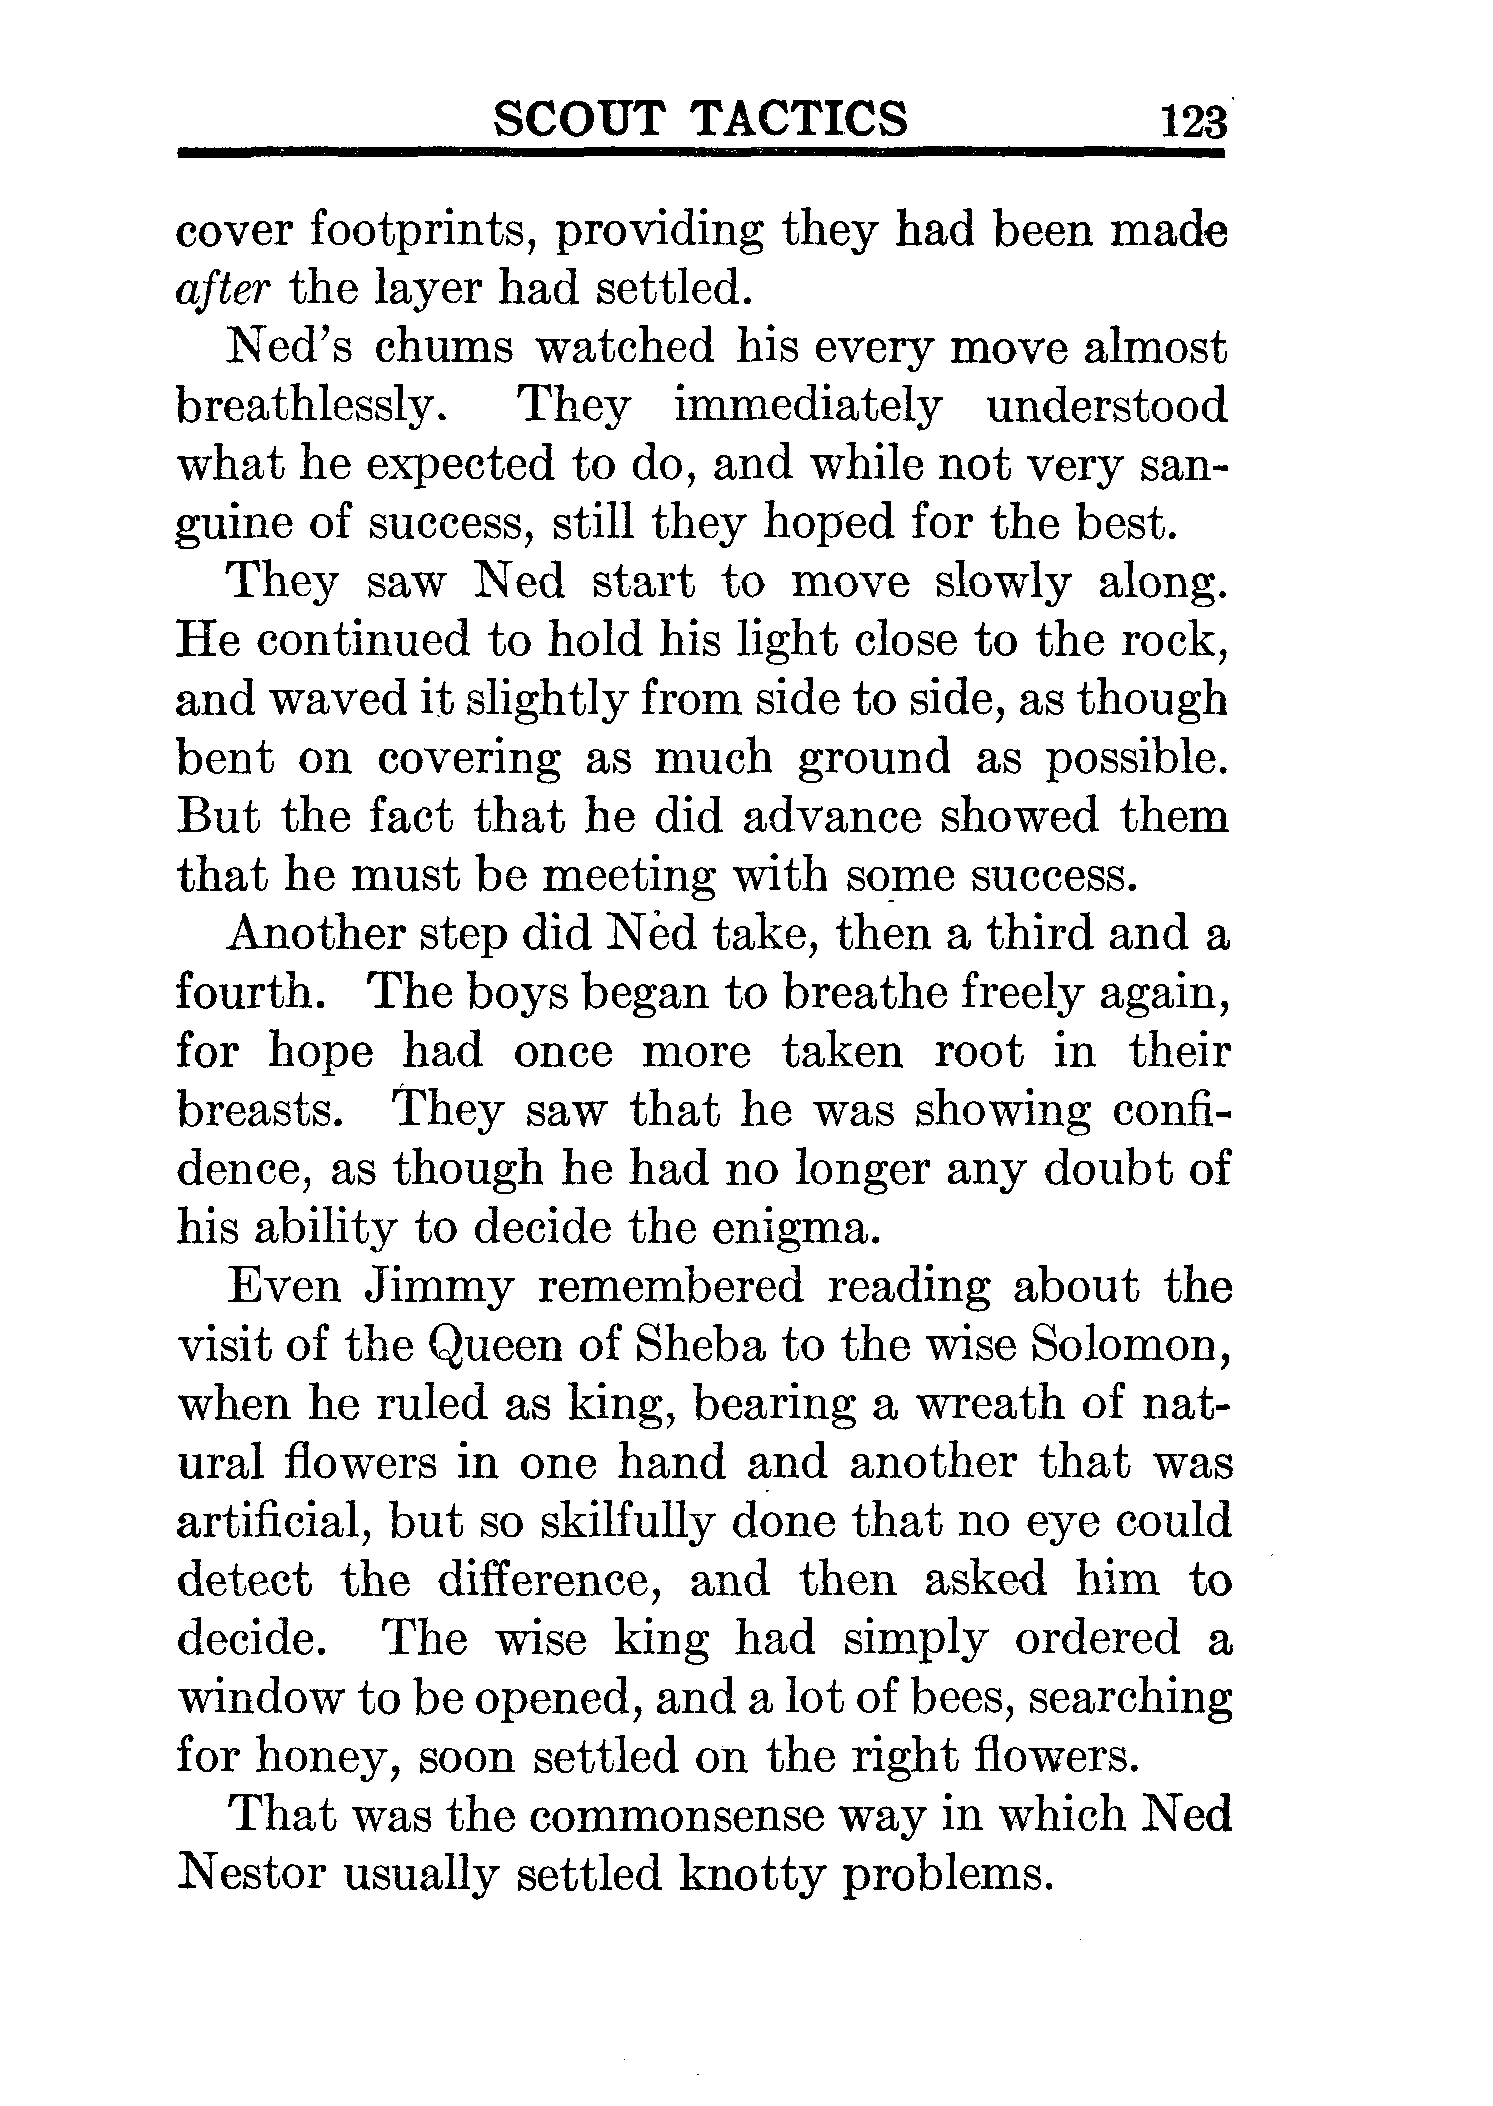 SCOUT TACTICS 123
cover footprints, providing they had been made
after the layer had settled.
Ned's chums watched his every move almost
breathlessly. They immediately understood
what he expected to do, and while not very san-
guine of success, still they hoped for the best.
They saw Ned start to move slowly along.
He continued to hold his light close to the rock,
and waved it slightly from side to side, as though
bent on covering as much ground as possible.
But the fact that he did advance showed them
that he must be meeting with some success.
Another step did Ned take, then a third and a
fourth. The boys began to breathe freely again,
for hope had once more taken root in their
breasts. They saw that he was showing confi-
dence, as though he had no longer any doubt of
his ability to decide the enigma.
Even Jimmy remembered reading about the
visit of the Queen of Sheba to the wise Solomon,
when he ruled as king, bearing a wreath of nat-
ural flowers in one hand and another that was
artificial, but so skilfully done that no eye could
detect the difference, and then asked him to
decide. The wise king had simply ordered a
window to be opened, and a lot of bees, searching
for honey, soon settled on the right flowers.
That was the commonsense way in which Ned
Nestor usually settled knotty problems.